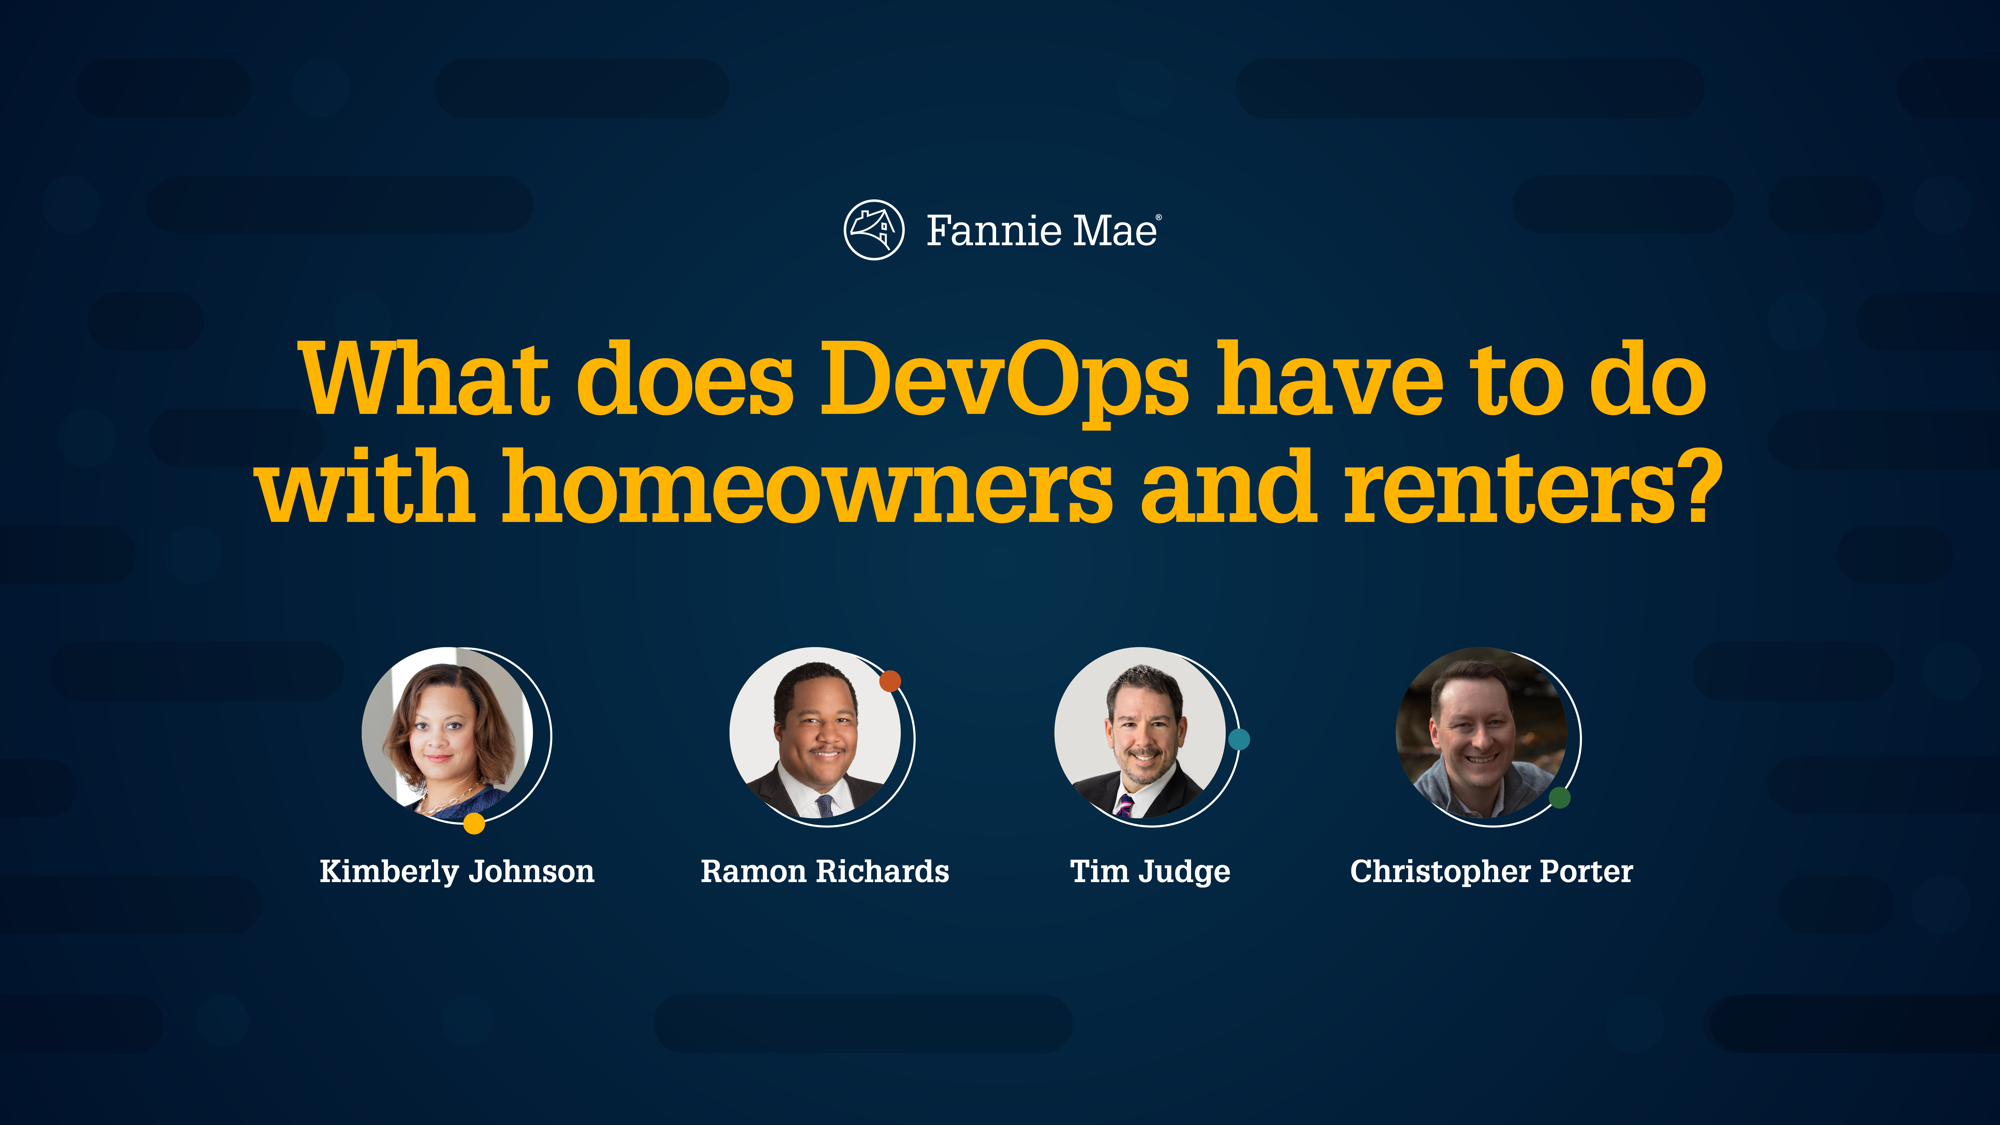 Fannie Mae®
What does DevOps have to do
with homeowners and renters?
Kimberly Johnson
Ramon Richards
Tim Judge
Christopher Porter